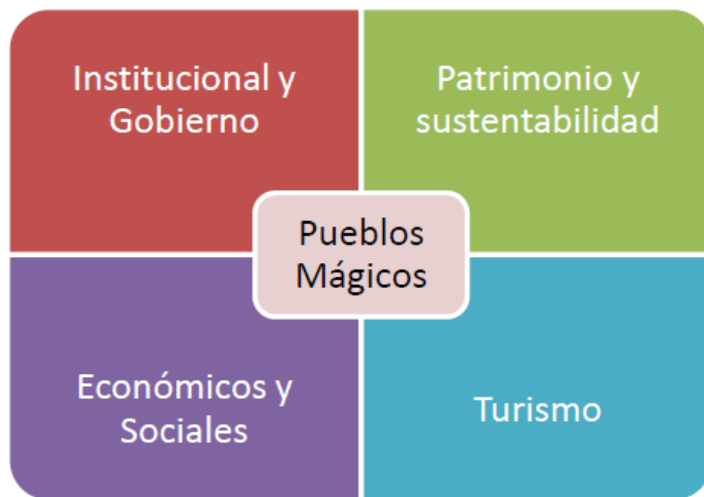 Institucional y
Gobierno
Patrimonio y
sustentabilidad
Pueblos
Mágicos
Económicos y
Sociales
Turismo